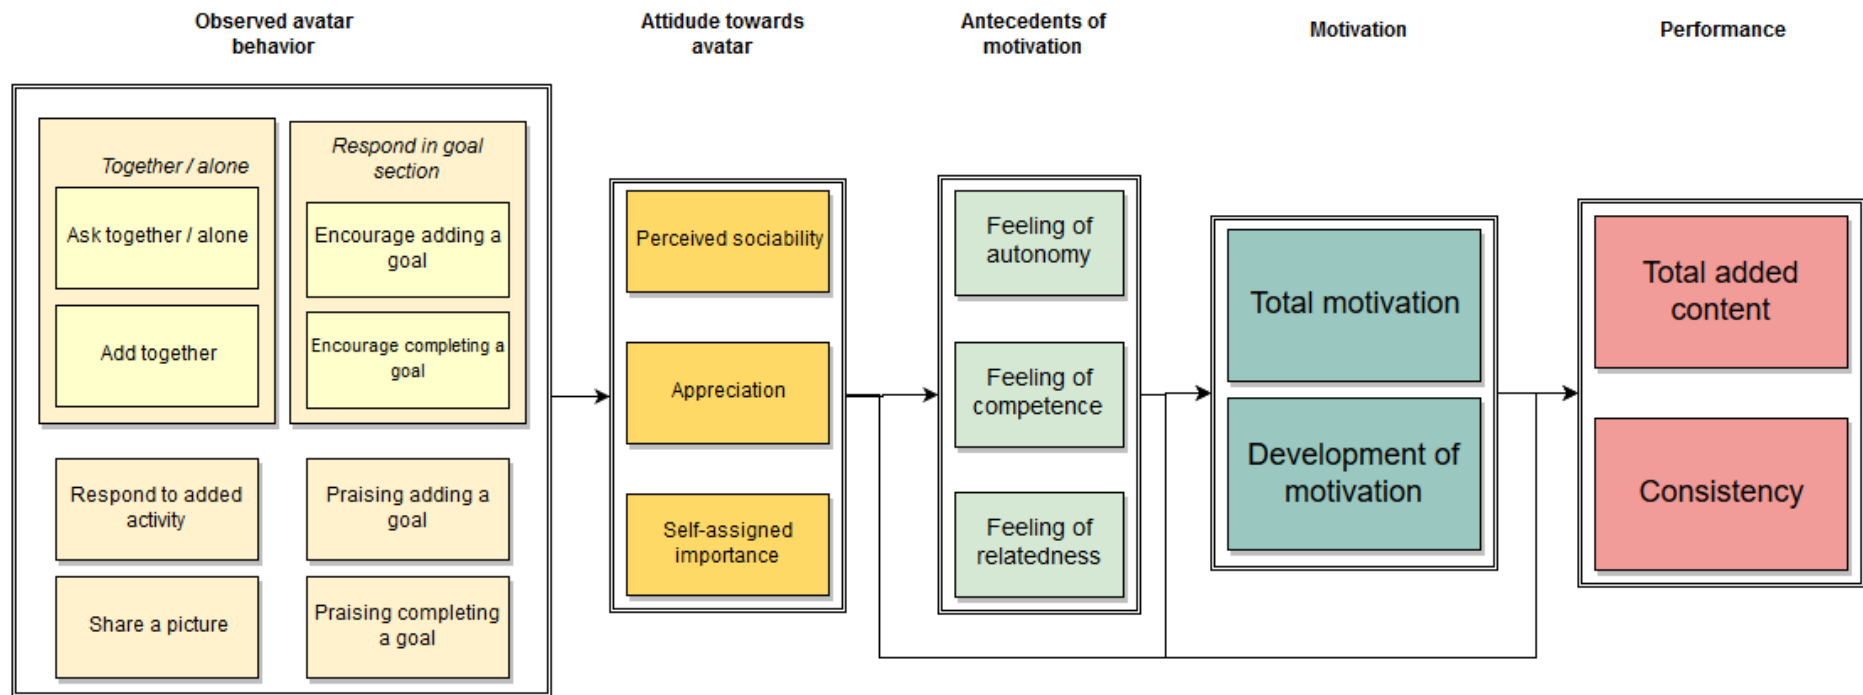 Observed avatar
behavior
Attidude towards
avatar
Antecedents of
motivation
Motivation
Performance
Together / alone
Ask together / alone
Add together
Respond in goal
section
Encourage adding a
goal
Encourage completing a
goal
Respond to added
activity
Praising adding a
goal
Share a picture
Praising completing
a goal
Perceived sociability
Appreciation
Self-assigned
importance
Feeling of
autonomy
Feeling of
competence
Feeling of
relatedness
Total motivation
Development of
motivation
Total added
content
Consistency